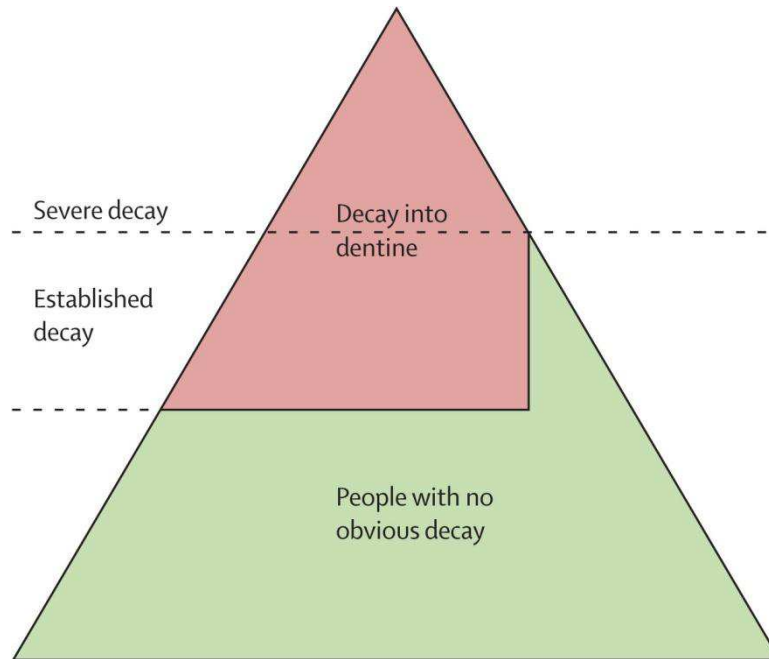 Severe decay
Decay into
dentine
Established
decay
People with no
obvious decay